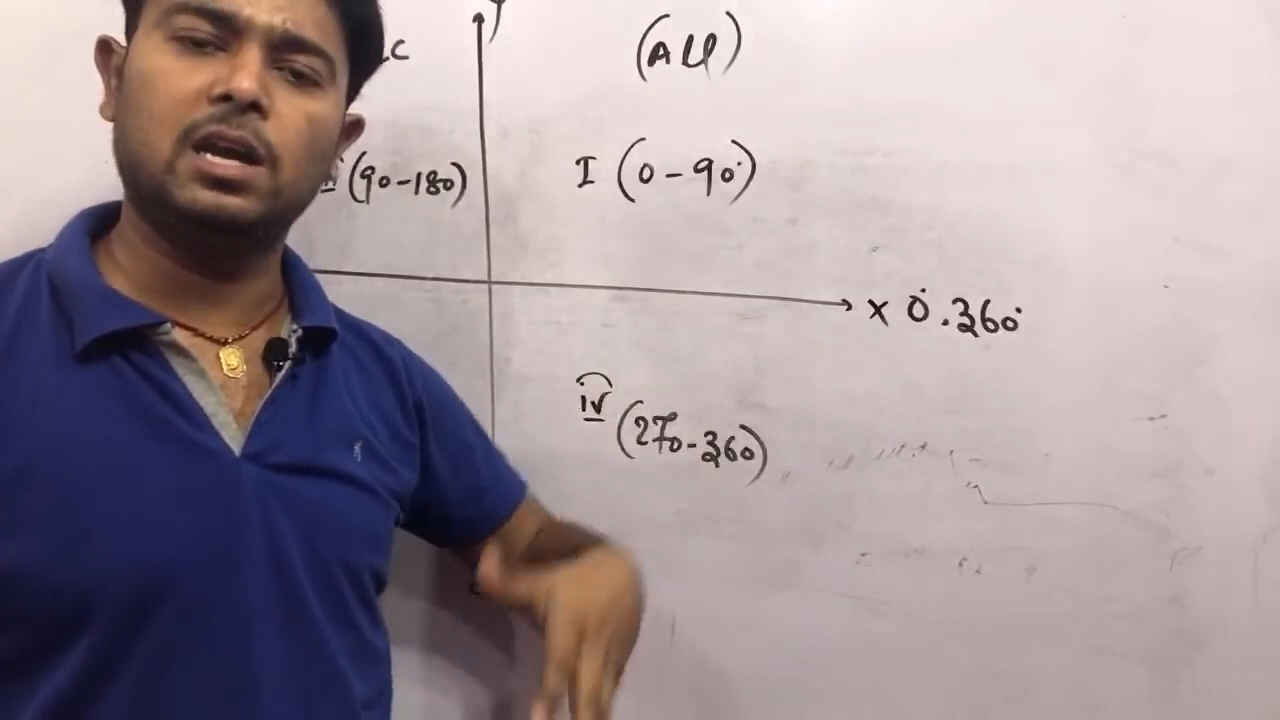 y
(All)
(90-180)
I (0-90°)
x 0°.360°
iv
(270-360)